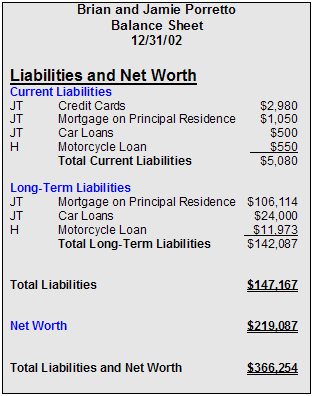 Brian and Jamie Porretto
Balance Sheet
12/31/02
Liabilities and Net Worth
Current Liabilities
JT Credit Cards $2,980
JT Mortgage on Principal Residence $1,050
JT Car Loans $500
H Motorcycle Loan $550
Total Current Liabilities $5,080
Long-Term Liabilities
JT Mortgage on Principal Residence $106,114
JT Car Loans $24,000
H Motorcycle Loan $11,973
Total Long-Term Liabilities $142,087
Total Liabilities $147,167
Net Worth $219,087
Total Liabilities and Net Worth $366,254